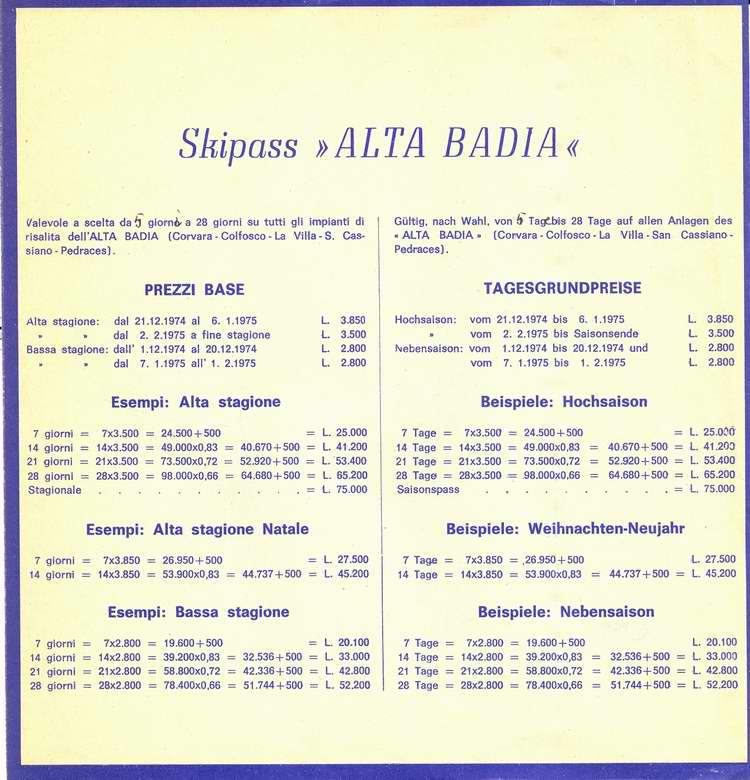 Skipass »ALTA BADIA«
Valevole a scelta da 5 giorni a 28 giorni su tutti gli impianti di
risalita dell'ALTA BADIA (Corvara - Colfosco - La Villa - S. Cas-
siano - Pedraces).
PREZZI BASE
Alta stagione: dal 21.12.1974 al 6. 1.1975 L. 3.850
» » dal 2. 2.1975 a fine stagione L. 3.500
Bassa stagione: dall' 1.12.1974 al 20.12.1974 L. 2.800
» » dal 7. 1.1975 all' 1. 2.1975 L. 2.800
Esempi: Alta stagione
7 giorni = 7x3.500 = 24.500+500 = L. 25.000
14 giorni = 14x3.500 = 49.000x0,83 = 40.670+500 = L. 41.200
21 giorni = 21x3.500 = 73.500x0,72 = 52.920+500 = L. 53.400
28 giorni = 28x3.500 = 98.000x0,66 = 64.680+500 = L. 65.200
Stagionale . . . . . . . . . . . . = L. 75.000
Esempi: Alta stagione Natale
7 giorni = 7x3.850 = 26.950+500 = L. 27.500
14 giorni = 14x3.850 = 53.900x0,83 = 44.737+500 = L. 45.200
Esempi: Bassa stagione
7 giorni = 7x2.800 = 19.600+500 = L. 20.100
14 giorni = 14x2.800 = 39.200x0,83 = 32.536+500 = L. 33.000
21 giorni = 21x2.800 = 58.800x0,72 = 42.336+500 = L. 42.800
28 giorni = 28x2.800 = 78.400x0,66 = 51.744+500 = L. 52.200
Gültig, nach Wahl, von 5 Tage bis 28 Tage auf allen Anlagen des
« ALTA BADIA » (Corvara - Colfosco - La Villa - San Cassiano -
Pedraces).
TAGESGRUNDPREISE
Hochsaison: vom 21.12.1974 bis 6. 1.1975 L. 3.850
» vom 2. 2.1975 bis Saisonsende L. 3.500
Nebensaison: vom 1.12.1974 bis 20.12.1974 und L. 2.800
vom 7. 1.1975 bis 1. 2.1975 L. 2.800
Beispiele: Hochsaison
7 Tage = 7x3.500 = 24.500+500 = L. 25.000
14 Tage = 14x3.500 = 49.000x0,83 = 40.670+500 = L. 41.200
21 Tage = 21x3.500 = 73.500x0,72 = 52.920+500 = L. 53.400
28 Tage = 28x3.500 = 98.000x0,66 = 64.680+500 = L. 65.200
Saisonspass . . . . . . . . . . . = L. 75.000
Beispiele: Weihnachten-Neujahr
7 Tage = 7x3.850 = 26.950+500 L. 27.500
14 Tage = 14x3.850 = 53.900x0,83 = 44.737+500 = L. 45.200
Beispiele: Nebensaison
7 Tage = 7x2.800 = 19.600+500 L. 20.100
14 Tage = 14x2.800 = 39.200x0,83 = 32.536+500 = L. 33.000
21 Tage = 21x2.800 = 58.800x0,72 = 42.336+500 = L. 42.800
28 Tage = 28x2.800 = 78.400x0,66 = 51.744+500 = L. 52,200